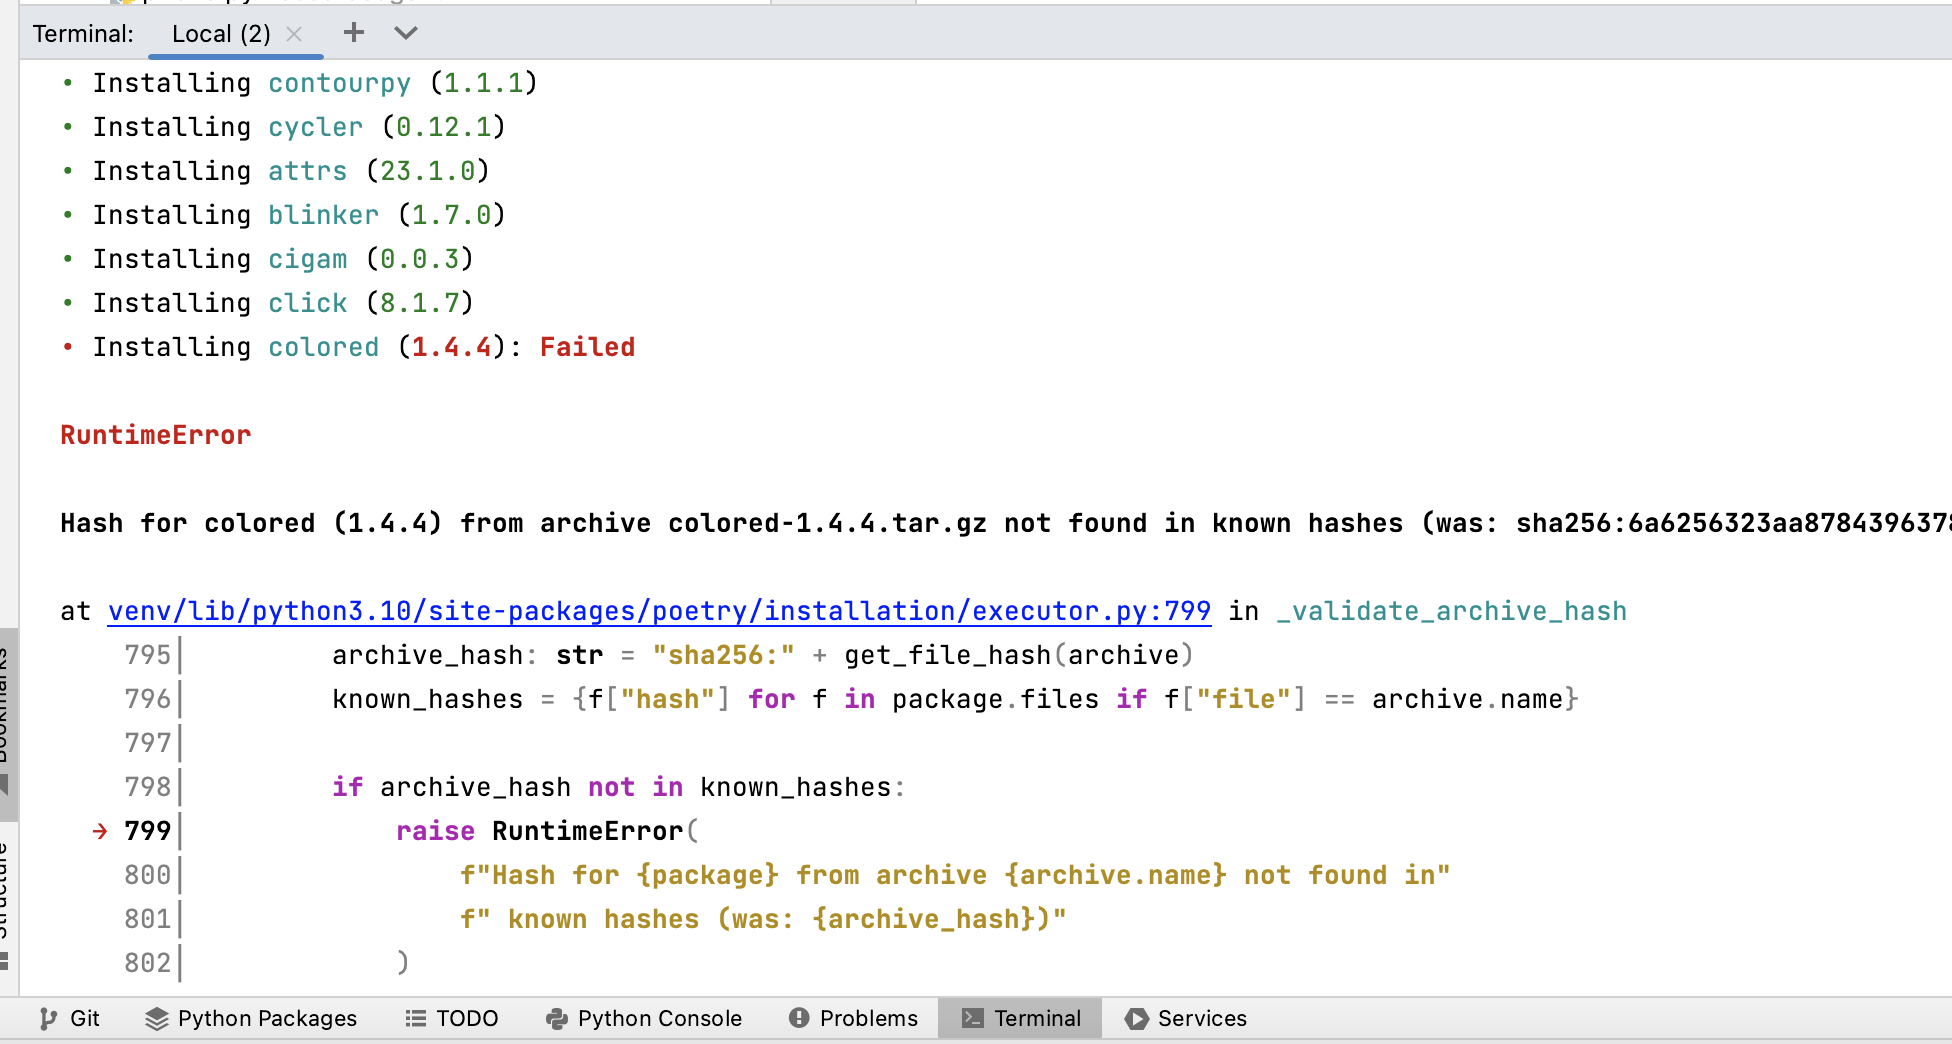 Terminal: Local (2)
• Installing contourpy (1.1.1)
• Installing cycler (0.12.1)
• Installing attrs (23.1.0)
• Installing blinker (1.7.0)
• Installing cigam (0.0.3)
• Installing click (8.1.7)
• Installing colored (1.4.4): Failed
RuntimeError
Hash for colored (1.4.4) from archive colored-1.4.4.tar.gz not found in known hashes (was: sha256:6a6256323aa8784396378
at venv/lib/python3.10/site-packages/poetry/installation/executor.py:799 in _validate_archive_hash
795| archive_hash: str = "sha256:" + get_file_hash(archive)
796| known_hashes = {f["hash"] for f in package.files if f["file"] == archive.name}
797|
798| if archive_hash not in known_hashes:
→ 799| raise RuntimeError(
800| f"Hash for {package} from archive {archive.name} not found in"
801| f" known hashes (was: {archive_hash})"
802| )
Bookmarks
Structure
Git Python Packages TODO Python Console Problems Terminal Services